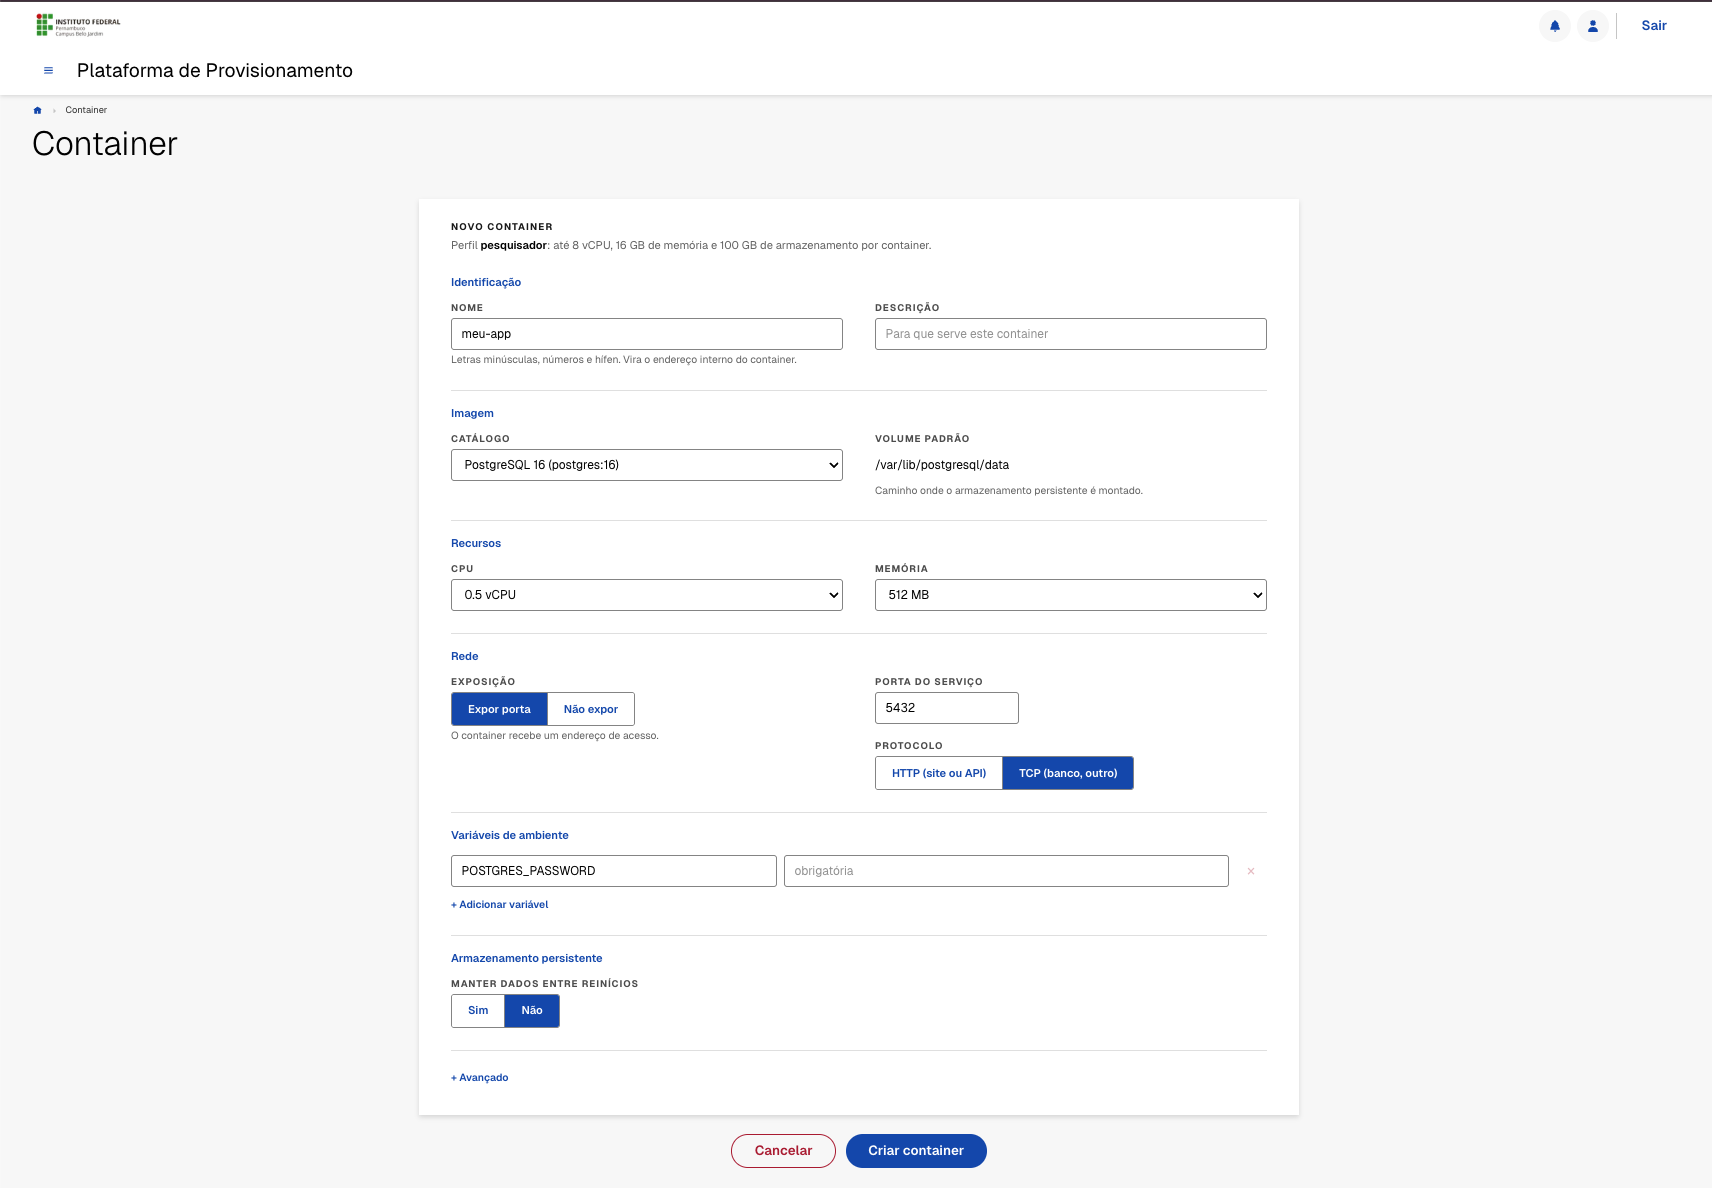 INSTITUTO FEDERAL
Pernambuco
Campus Belo Jardim
Sair
Plataforma de Provisionamento
Container
Container
NOVO CONTAINER
Perfil pesquisador: até 8 vCPU, 16 GB de memória e 100 GB de armazenamento por container.
Identificação
NOME
DESCRIÇÃO
meu-app
Para que serve este container
Letras minúsculas, números e hífen. Vira o endereço interno do container.
Imagem
CATÁLOGO
VOLUME PADRÃO
PostgreSQL 16 (postgres:16)
/var/lib/postgresql/data
Caminho onde o armazenamento persistente é montado.
Recursos
CPU
MEMÓRIA
0.5 vCPU
512 MB
Rede
EXPOSIÇÃO
PORTA DO SERVIÇO
Expor porta
Não expor
5432
O container recebe um endereço de acesso.
PROTOCOLO
HTTP (site ou API)
TCP (banco, outro)
Variáveis de ambiente
POSTGRES_PASSWORD
obrigatória
×
+ Adicionar variável
Armazenamento persistente
MANTER DADOS ENTRE REINÍCIOS
Sim
Não
+ Avançado
Cancelar
Criar container